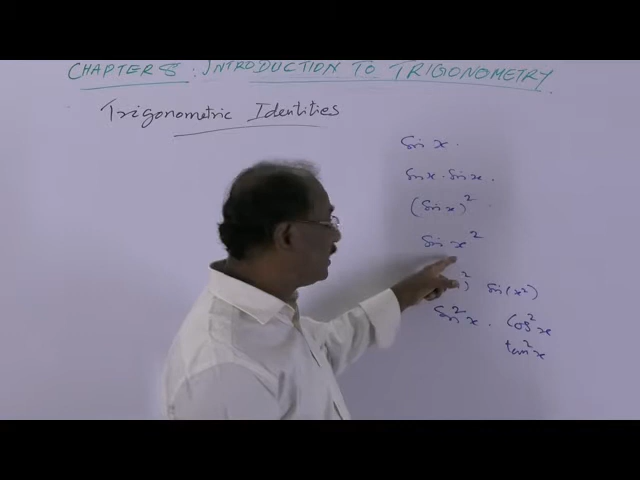 CHAPTER 8 : INTRODUCTION TO TRIGONOMETRY.
Trigonometric Identities
Sin x .
Sin x . Sin x .
(Sin x)²
Sin x²
²) Sin(x²)
Sin²x . Cos²x
tan²x